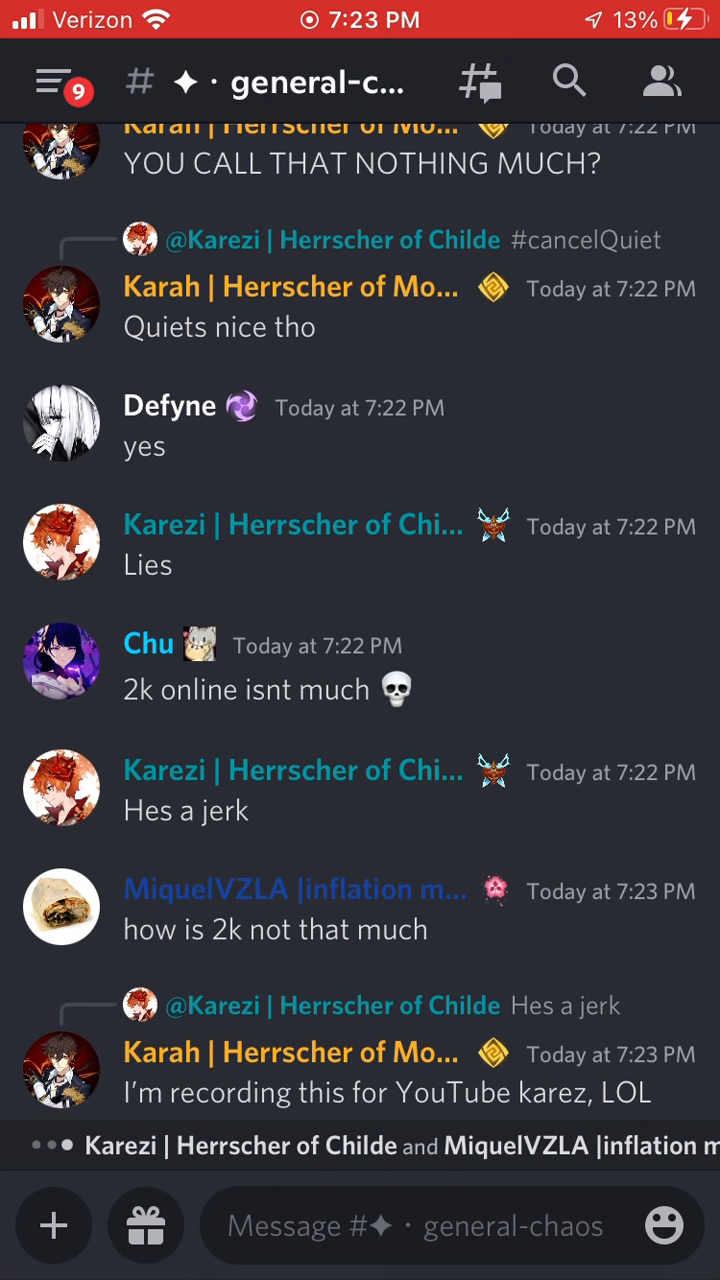 Verizon 7:23 PM 13%
9 # ✦ · general-c...
Karah | Herrscher of Mo... Today at 7:22 PM
YOU CALL THAT NOTHING MUCH?
@Karezi | Herrscher of Childe #cancelQuiet
Karah | Herrscher of Mo... Today at 7:22 PM
Quiets nice tho
Defyne Today at 7:22 PM
yes
Karezi | Herrscher of Chi... Today at 7:22 PM
Lies
Chu Today at 7:22 PM
2k online isnt much 💀
Karezi | Herrscher of Chi... Today at 7:22 PM
Hes a jerk
MiquelVZLA |inflation m... Today at 7:23 PM
how is 2k not that much
@Karezi | Herrscher of Childe Hes a jerk
Karah | Herrscher of Mo... Today at 7:23 PM
I'm recording this for YouTube karez, LOL
Karezi | Herrscher of Childe and MiquelVZLA |inflation m
Message #✦ · general-chaos